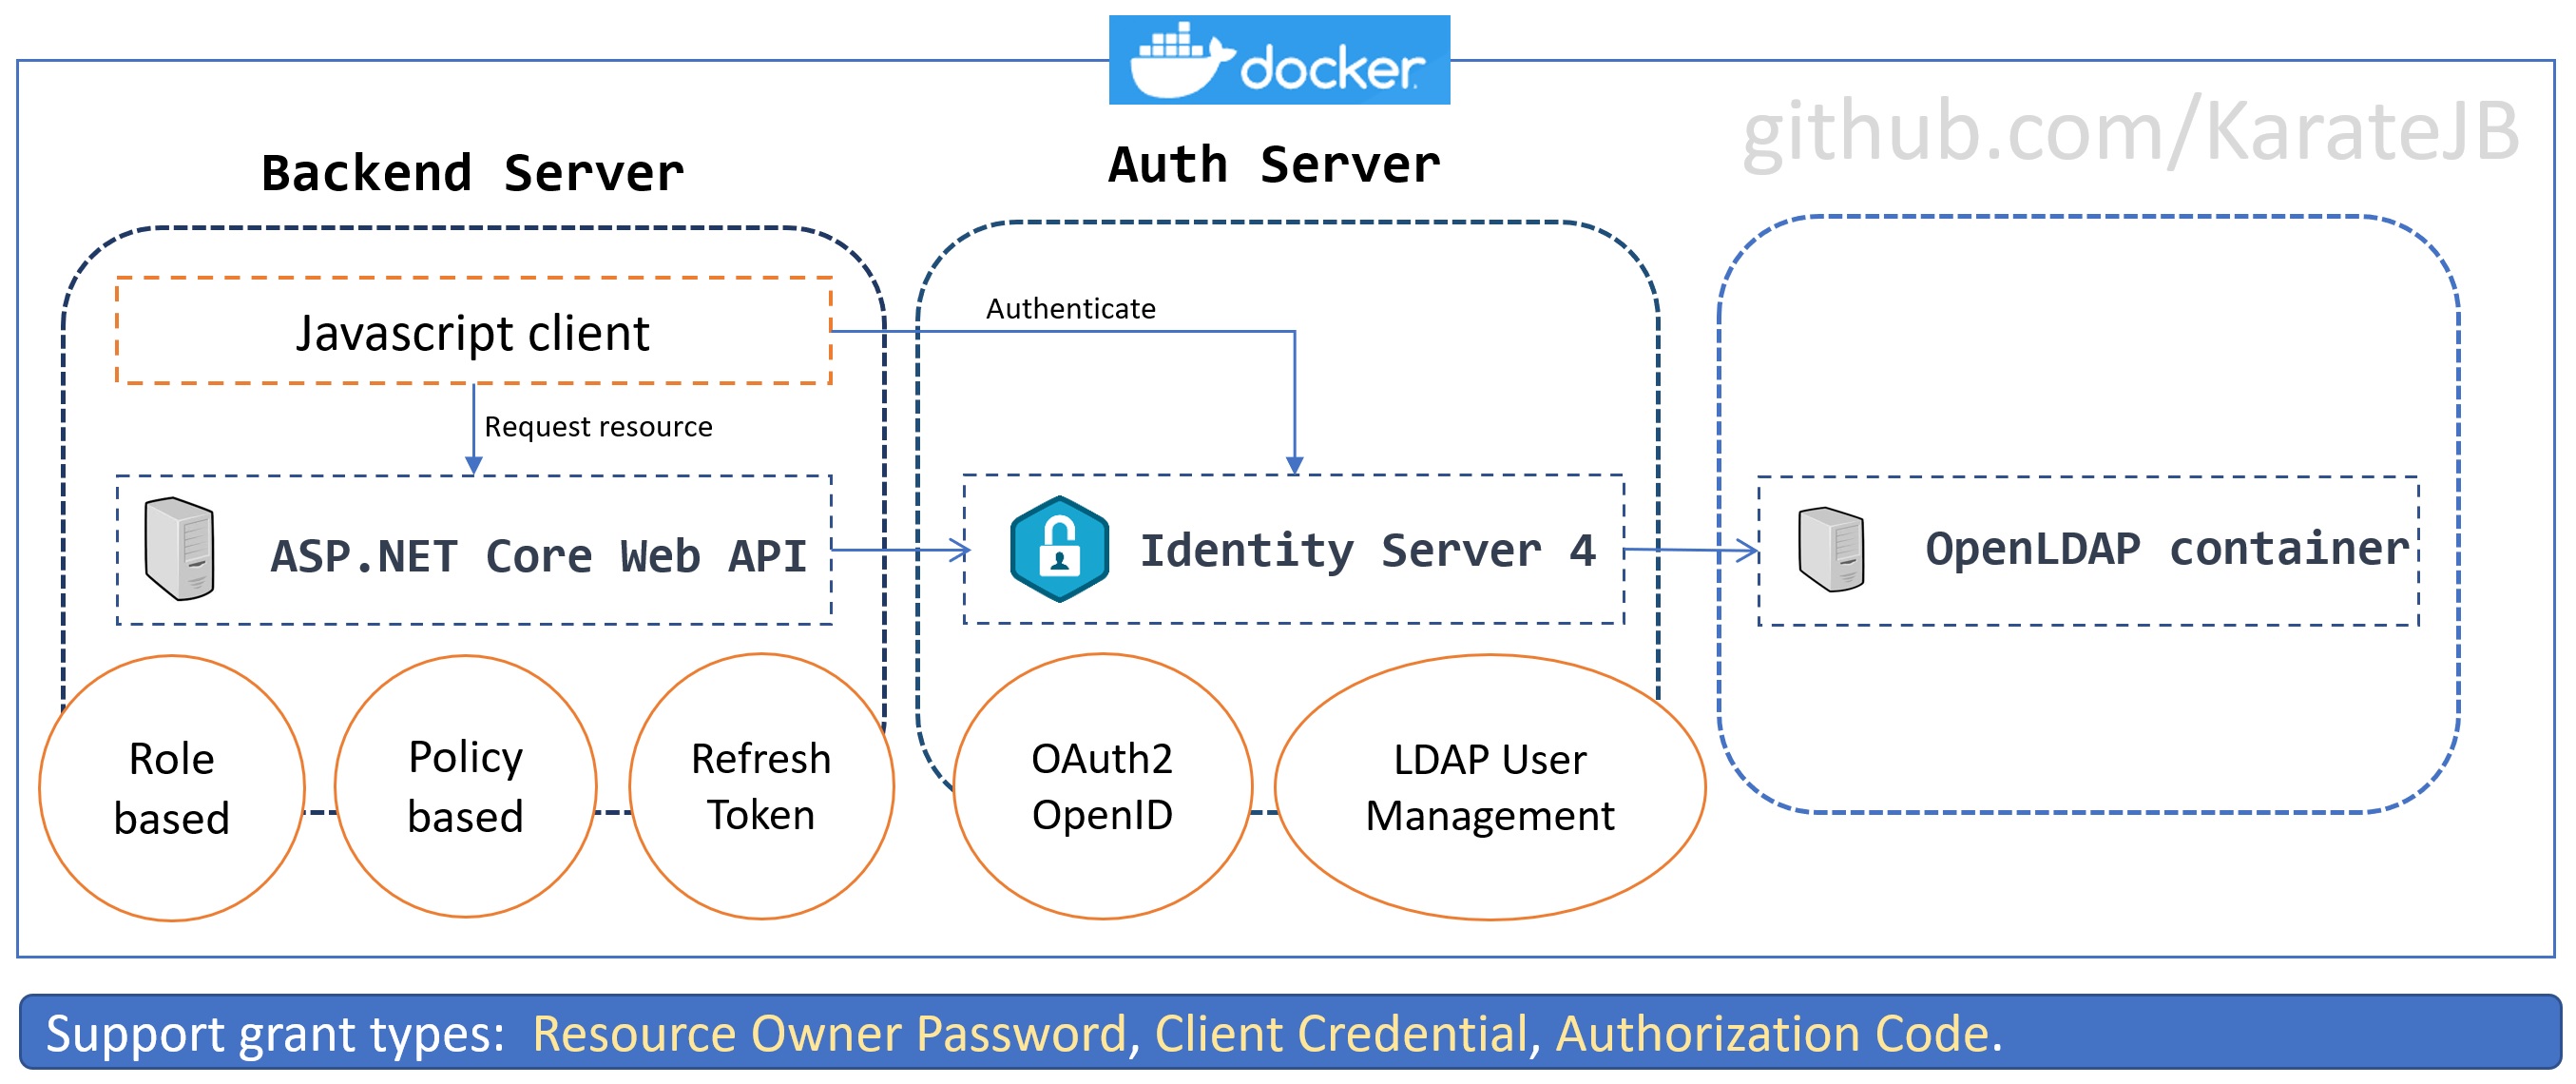 docker
github.com/KarateJB
Backend Server
Auth Server
Javascript client
Authenticate
Request resource
ASP.NET Core Web API
Identity Server 4
OpenLDAP container
Role
based
Policy
based
Refresh
Token
OAuth2
OpenID
LDAP User
Management
Support grant types: Resource Owner Password, Client Credential, Authorization Code.